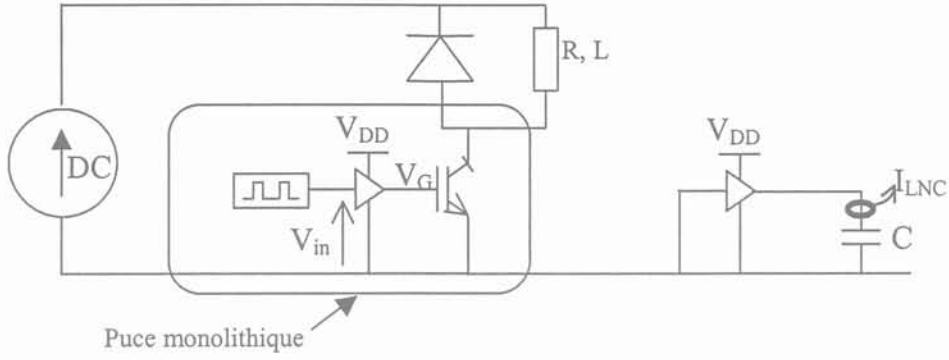 R, L
V_DD
DC
V_G
V_in
V_DD
I_LNC
C
Puce monolithique